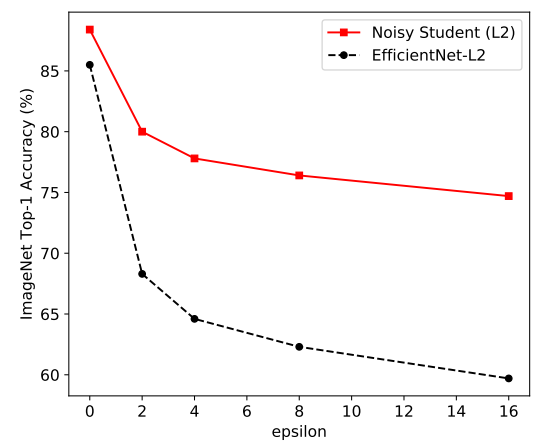 Noisy Student (L2)
EfficientNet-L2
ImageNet Top-1 Accuracy (%)
85
80
75
70
65
60
0 2 4 6 8 10 12 14 16
epsilon